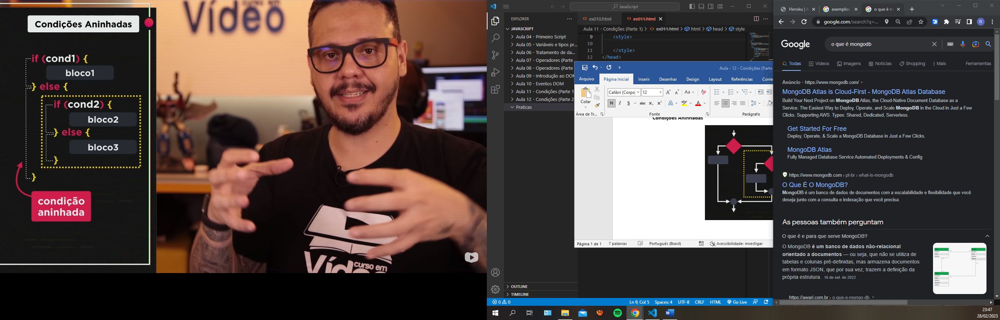 Condições Aninhadas
if (cond1) {
bloco1
} else {
if (cond2) {
bloco2
} else {
bloco3
}
}
condição
aninhada
Vídeo
curso em
Vídeo
JavaScript
EXPLORER
JAVASCRIPT
Aula 04 - Primeiro Script
Aula 05 - Variáveis e tipos pr...
Aula 06 - Tratamento de da...
Aula 07 - Operadores (Parte
Aula 08 - Operadores (Parte
Aula 09 - Introdução ao DOM
Aula 10 - Eventos DOM
Aula 11 - Condições (Parte 1
Aula 12 - Condições (Parte 2
Praticas
OUTLINE
TIMELINE
ex010.html
ex011.html
Aula 11 - Condições (Parte 1) > ex011.html > html > head > style
9 <style>
10
11 </style>
12 </head>
Aula - 12 - Condições (Parte
Arquivo Página Inicial Inserir Desenhar Design Layout Referências Corres
Colar
Calibri (Corpo) 12
Aa
N I S abc x₂ x²
Área de Tr... Fonte Parágrafo
Condições Aninhadas
Página 1 de 1 7 palavras Português (Brasil) Acessibilidade: investigar
0 0 Ln 9, Col 5 Spaces: 4 UTF-8 CRLF HTML Go Live
Heroku | A exemplos o que é m
google.com/search?q=...
R
Google
o que é mongodb
Todas Vídeos Imagens Notícias Shopping Mais Ferramentas
Anúncio · https://www.mongodb.com/
MongoDB Atlas is Cloud-First - MongoDB Atlas Database
Build Your Next Project on MongoDB Atlas, the Cloud-Native Document Database as a
Service. The Easiest Way to Deploy, Operate, and Scale MongoDB in the Cloud in Just a Few
Clicks. Supporting AWS. Types: Shared, Dedicated, Serverless.
Get Started For Free
Deploy, Operate, & Scale a MongoDB Database in Just a Few Clicks.
MongoDB Atlas
Fully Managed Database Service Automated Deployments & Config
https://www.mongodb.com › pt-br › what-is-mongodb
O Que É O MongoDB?
MongoDB é um banco de dados de documentos com a escalabilidade e flexibilidade que você
deseja junto com a consulta e indexação que você precisa.
As pessoas também perguntam
O que é e para que serve MongoDB?
O MongoDB é um banco de dados não-relacional
orientado a documentos — ou seja, que não se utiliza de
tabelas e colunas pré-definidas, mas armazena documentos
em formato JSON, que por sua vez, trazem a definição da
própria estrutura. 16 de set. de 2022
https://awari.com.br › o-que-e-mongo-db
23:47
28/02/2023